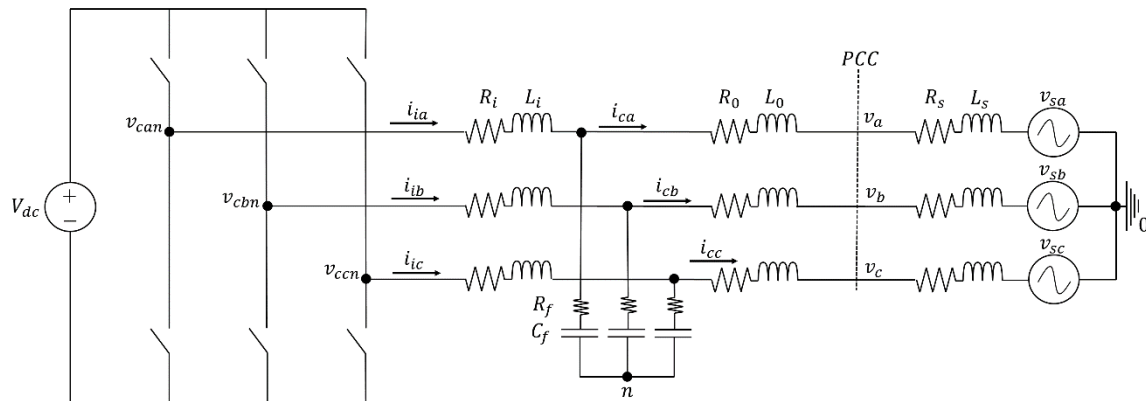 PCC
R_i L_i
R_0 L_0
R_s L_s
v_sa
i_ia
i_ca
v_can
v_a
+
−
V_dc
v_cbn
i_ib
i_cb
v_b
v_sb
0
v_ccn
i_ic
i_cc
v_c
v_sc
R_f
C_f
n